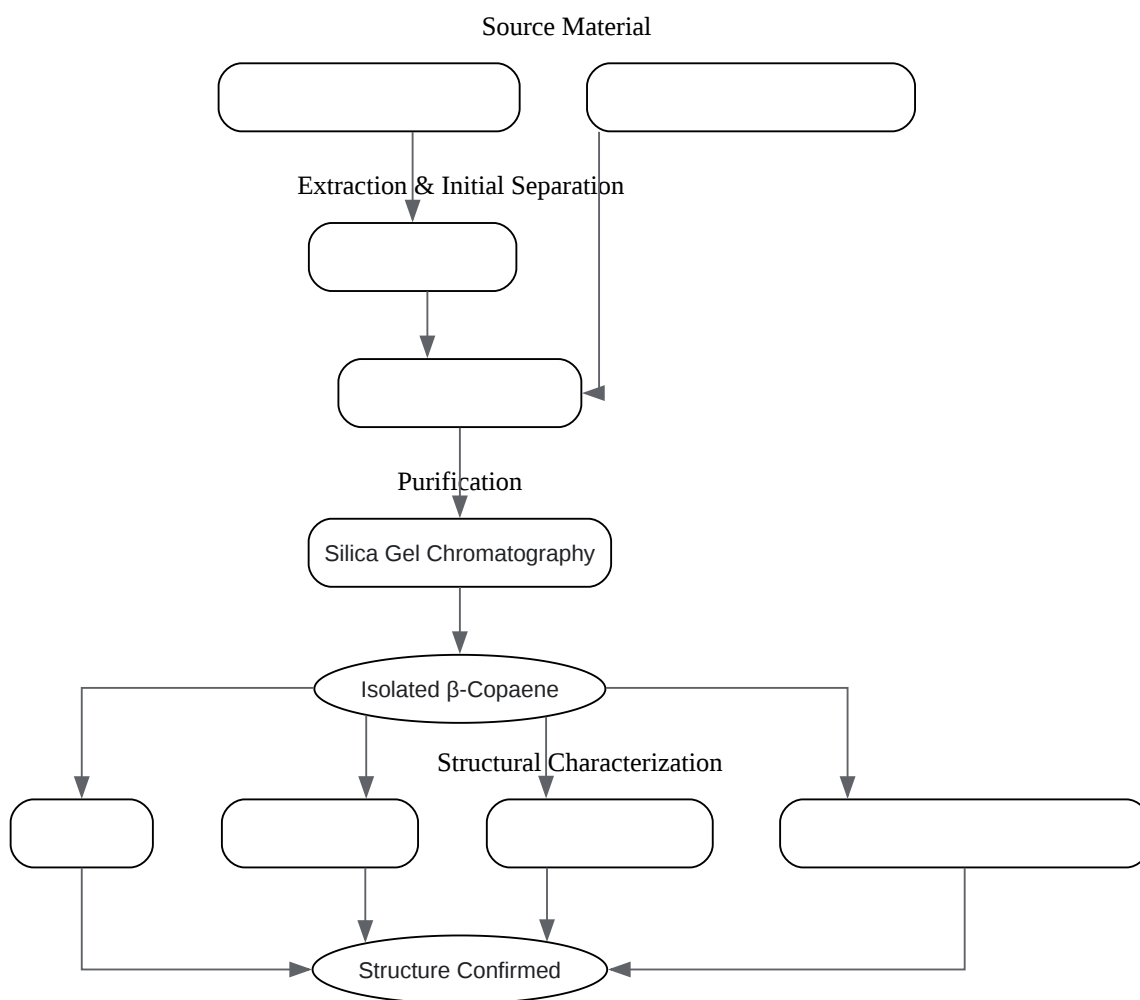 Source Material
Extraction & Initial Separation
Purification
Silica Gel Chromatography
Isolated β-Copaene
Structural Characterization
Structure Confirmed